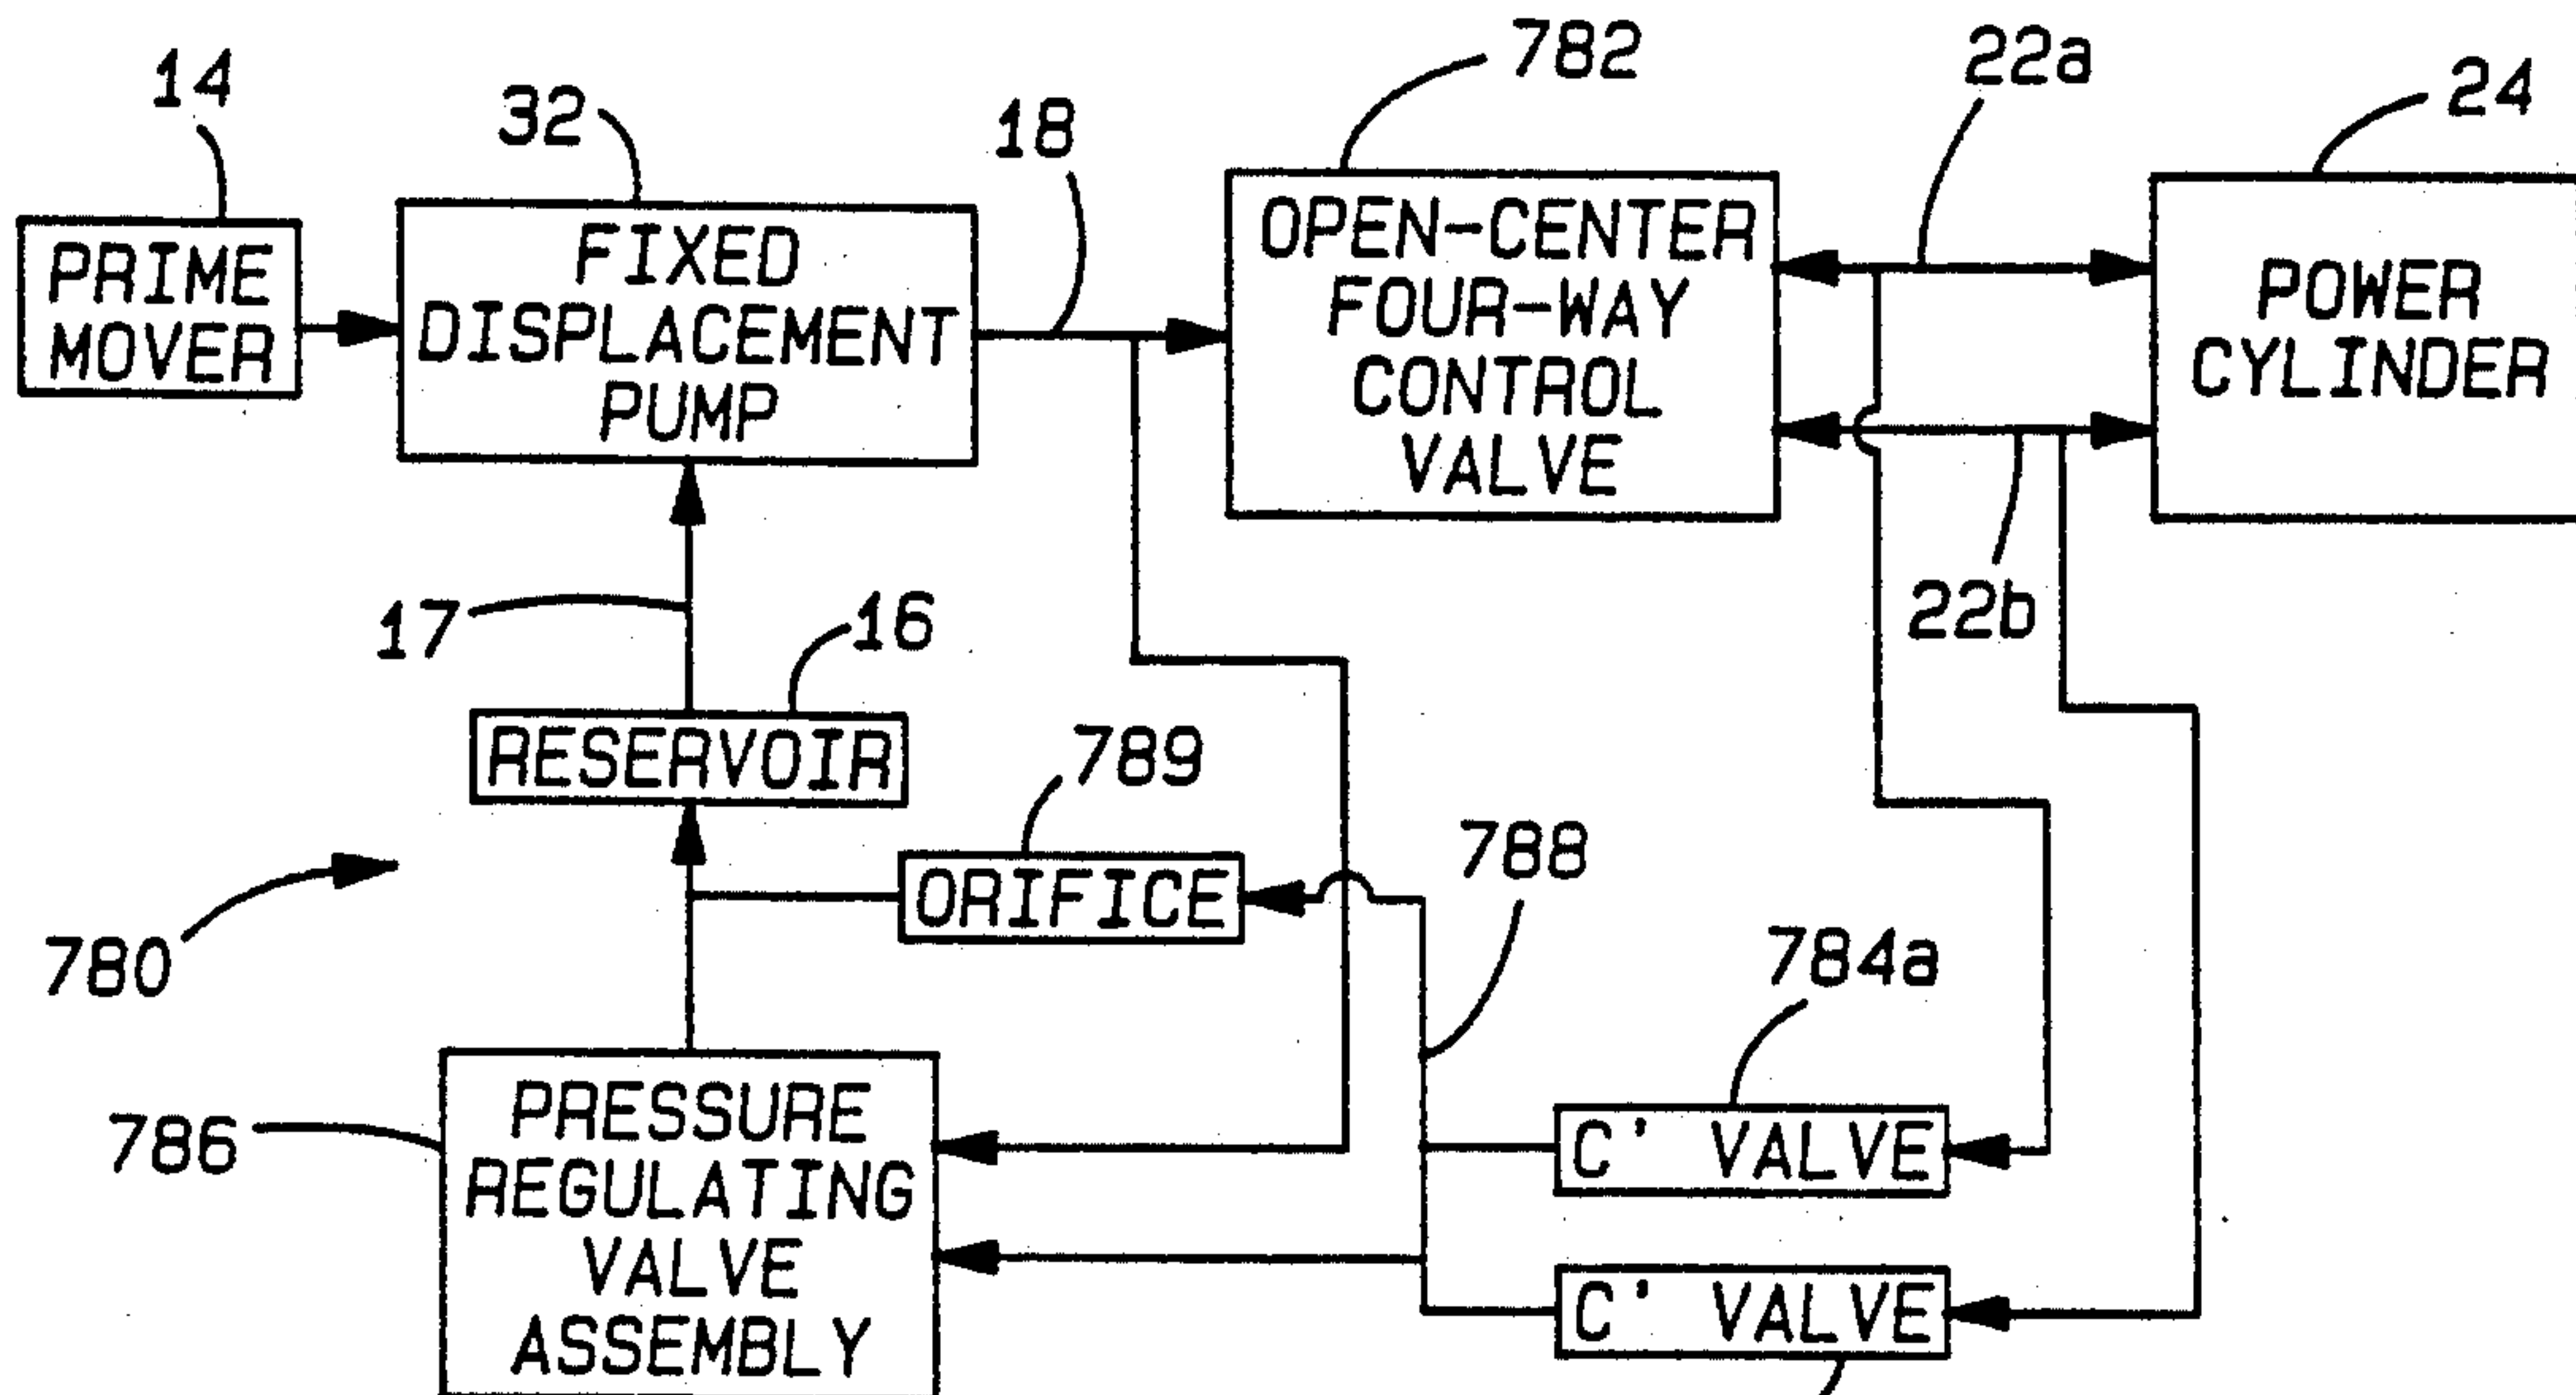 14
32
18
782
22a
24
PRIME
MOVER
FIXED
DISPLACEMENT
PUMP
OPEN-CENTER
FOUR-WAY
CONTROL
VALVE
POWER
CYLINDER
17
16
22b
RESERVOIR
789
788
ORIFICE
780
784a
786
PRESSURE
REGULATING
VALVE
ASSEMBLY
C' VALVE
C' VALVE